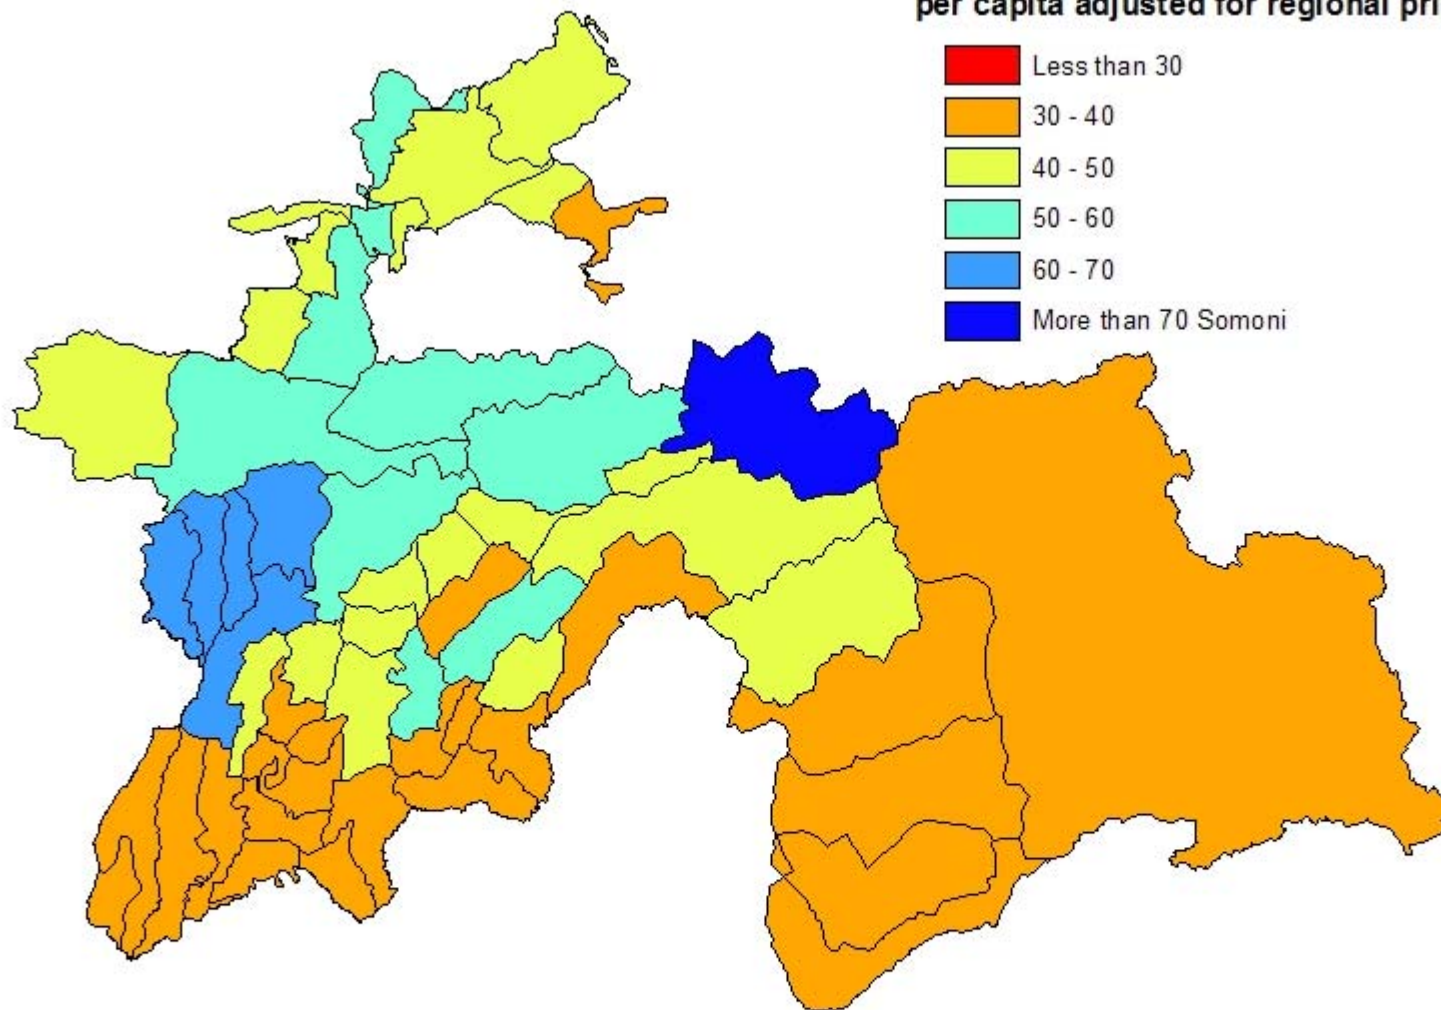 per capita adjusted for regional pri
Less than 30
30 - 40
40 - 50
50 - 60
60 - 70
More than 70 Somoni